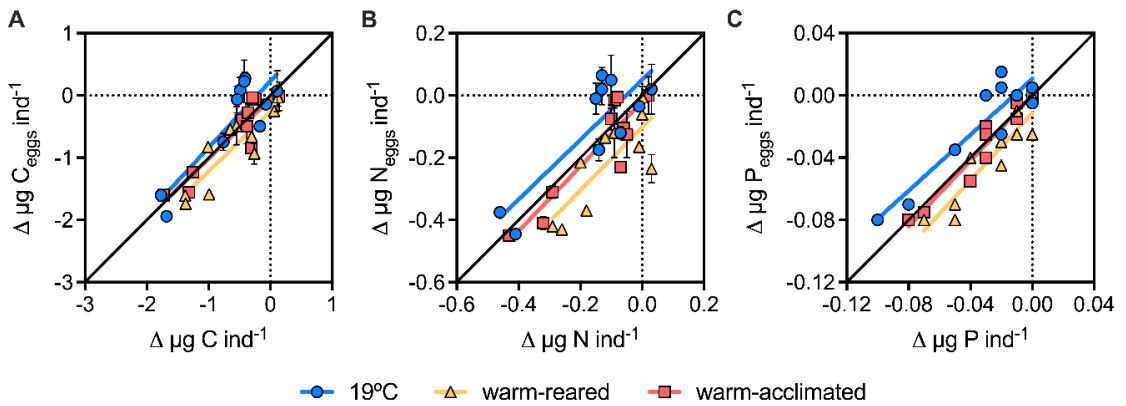 A
B
C
1
0
-1
-2
-3
Δ µg C eggs ind-1
-3
-2
-1
0
1
Δ µg C ind-1
0.2
0.0
-0.2
-0.4
-0.6
Δ µg N eggs ind-1
-0.6
-0.4
-0.2
0.0
0.2
Δ µg N ind-1
0.04
0.00
-0.04
-0.08
-0.12
Δ µg P eggs ind-1
-0.12
-0.08
-0.04
0.00
0.04
Δ µg P ind-1
19ºC
warm-reared
warm-acclimated